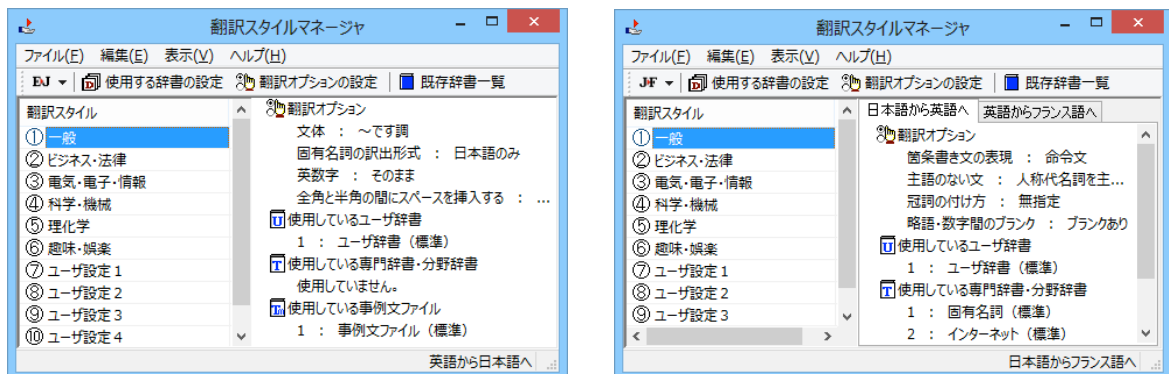 翻訳スタイルマネージャ
ファイル(F) 編集(E) 表示(V) ヘルプ(H)
EJ 使用する辞書の設定 翻訳オプションの設定 既存辞書一覧
翻訳スタイル
① 一般
② ビジネス・法律
③ 電気・電子・情報
④ 科学・機械
⑤ 理化学
⑥ 趣味・娯楽
⑦ ユーザ設定1
⑧ ユーザ設定2
⑨ ユーザ設定3
⑩ ユーザ設定4
翻訳オプション
文体 : ~です調
固有名詞の訳出形式 : 日本語のみ
英数字 : そのまま
全角と半角の間にスペースを挿入する : ...
U 使用しているユーザ辞書
1 : ユーザ辞書(標準)
T 使用している専門辞書・分野辞書
使用していません。
Tm 使用している事例文ファイル
1 : 事例文ファイル(標準)
英語から日本語へ
翻訳スタイルマネージャ
ファイル(F) 編集(E) 表示(V) ヘルプ(H)
JF 使用する辞書の設定 翻訳オプションの設定 既存辞書一覧
翻訳スタイル
① 一般
② ビジネス・法律
③ 電気・電子・情報
④ 科学・機械
⑤ 理化学
⑥ 趣味・娯楽
⑦ ユーザ設定1
⑧ ユーザ設定2
⑨ ユーザ設定3
日本語から英語へ 英語からフランス語へ
翻訳オプション
箇条書き文の表現 : 命令文
主語のない文 : 人称代名詞を主...
冠詞の付け方 : 無指定
略語・数字間のブランク : ブランクあり
U 使用しているユーザ辞書
1 : ユーザ辞書(標準)
T 使用している専門辞書・分野辞書
1 : 固有名詞(標準)
2 : インターネット(標準)
日本語からフランス語へ